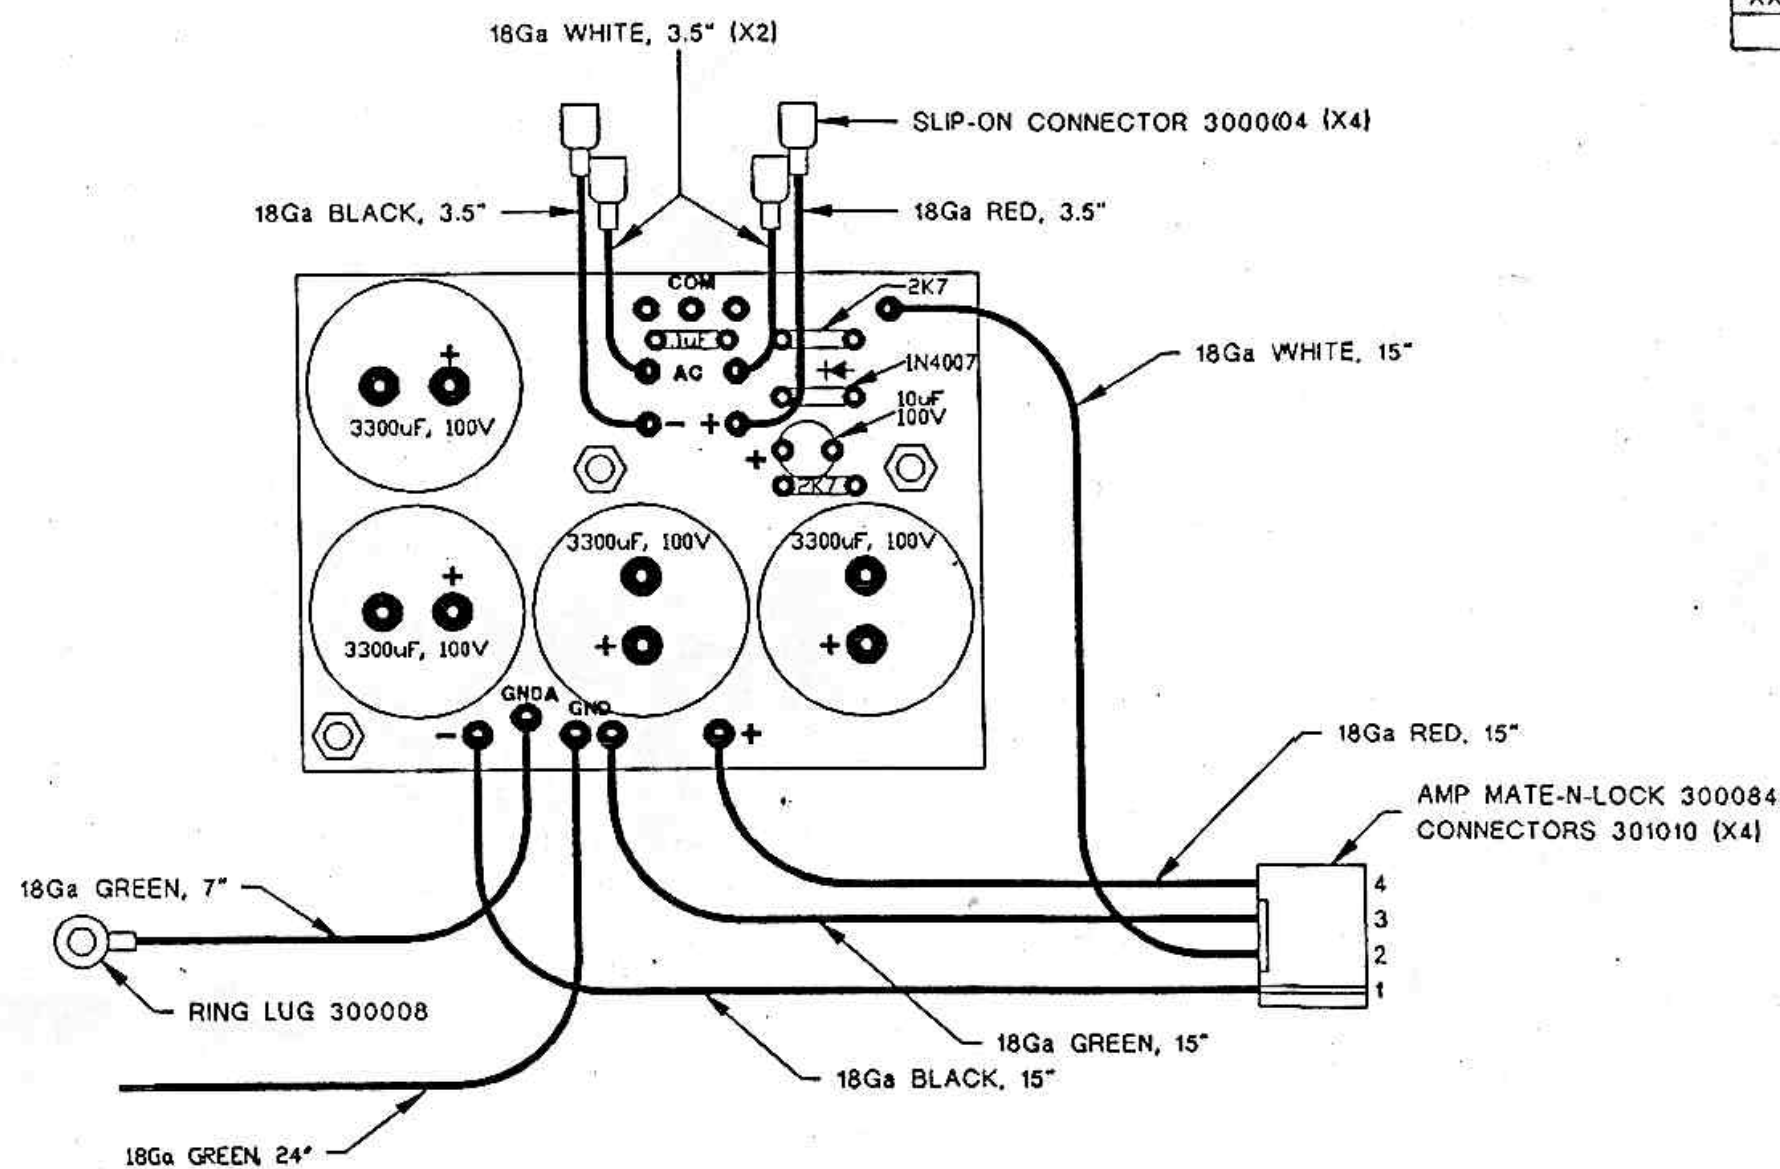 18Ga WHITE, 3.5" (X2)
SLIP-ON CONNECTOR 3000004 (X4)
18Ga BLACK, 3.5"
18Ga RED, 3.5"
COM
2K7
.1uF
18Ga WHITE, 15"
+
AC
1N4007
10uF
100V
3300uF, 100V
- +
+
2K7
3300uF, 100V
3300uF, 100V
+
3300uF, 100V
+
+
GNDA
GND
-
+
18Ga RED, 15"
AMP MATE-N-LOCK 300084
CONNECTORS 301010 (X4)
18Ga GREEN, 7"
4
3
2
1
RING LUG 300008
18Ga GREEN, 15"
18Ga BLACK, 15"
18Ga GREEN, 24"